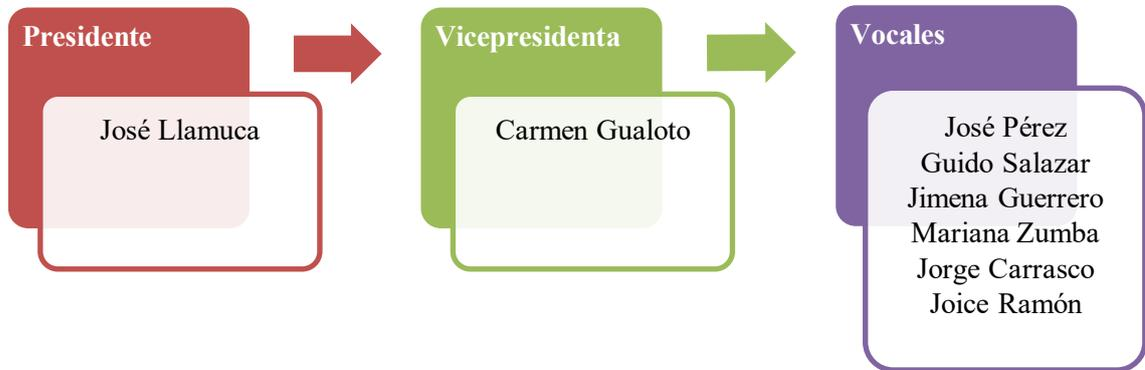 Presidente
José Llamuca
Vicepresidenta
Carmen Gualoto
Vocales
José Pérez
Guido Salazar
Jimena Guerrero
Mariana Zumba
Jorge Carrasco
Joice Ramón